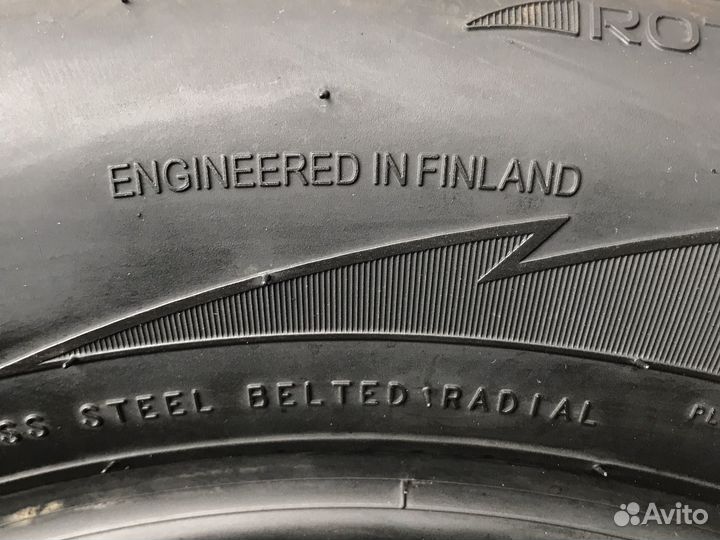 ENGINEERED IN FINLAND
STEEL BELTED RADIAL
Avito